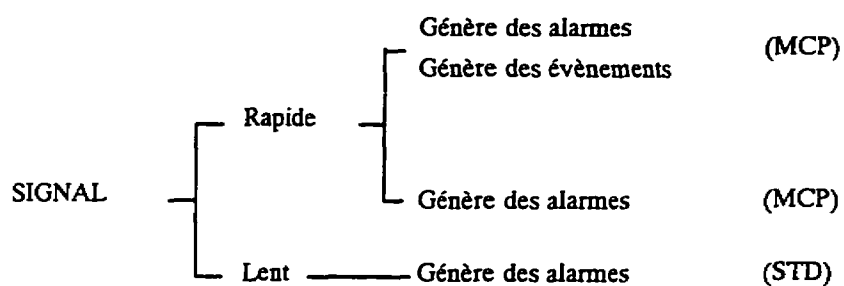 Génère des alarmes (MCP)
Génère des évènements
Rapide
SIGNAL
Génère des alarmes (MCP)
Lent Génère des alarmes (STD)